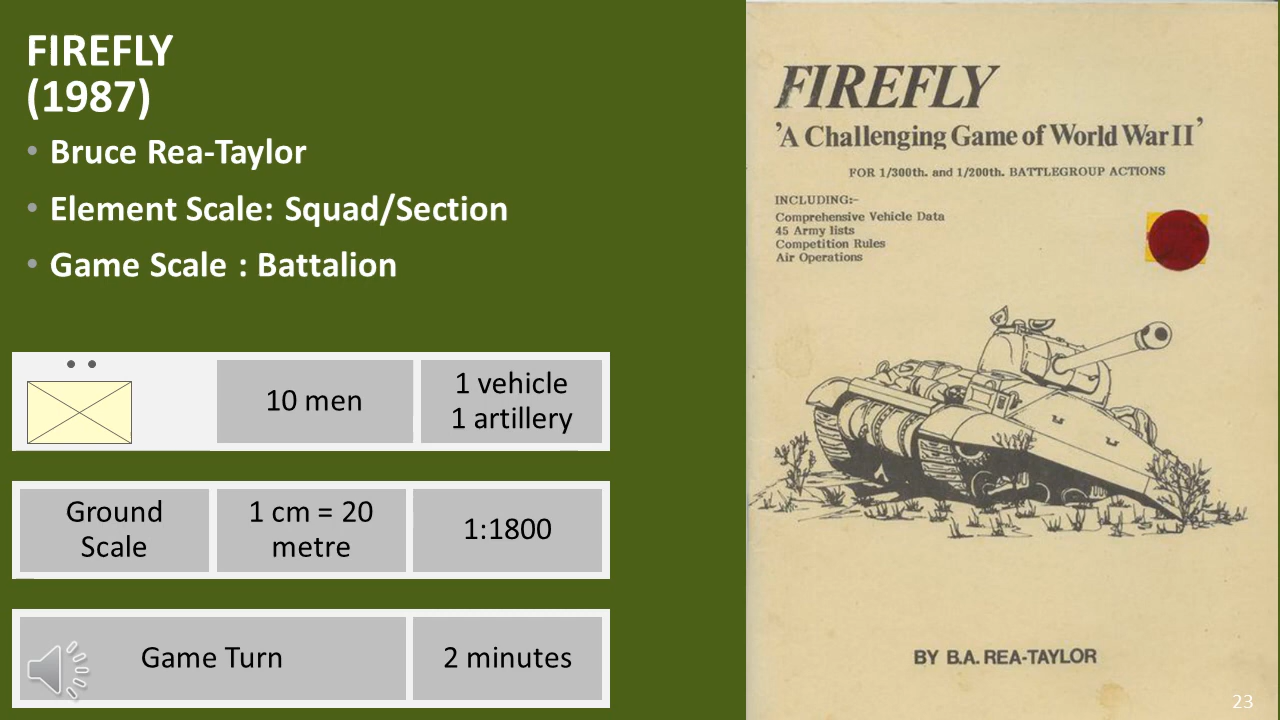 FIREFLY
(1987)
• Bruce Rea-Taylor
• Element Scale: Squad/Section
• Game Scale : Battalion
10 men
1 vehicle
1 artillery
Ground
Scale
1 cm = 20
metre
1:1800
Game Turn
2 minutes
FIREFLY
'A Challenging Game of World War II'
FOR 1/300th. and 1/200th. BATTLEGROUP ACTIONS
INCLUDING:-
Comprehensive Vehicle Data
45 Army lists
Competition Rules
Air Operations
BY B.A. REA-TAYLOR
23